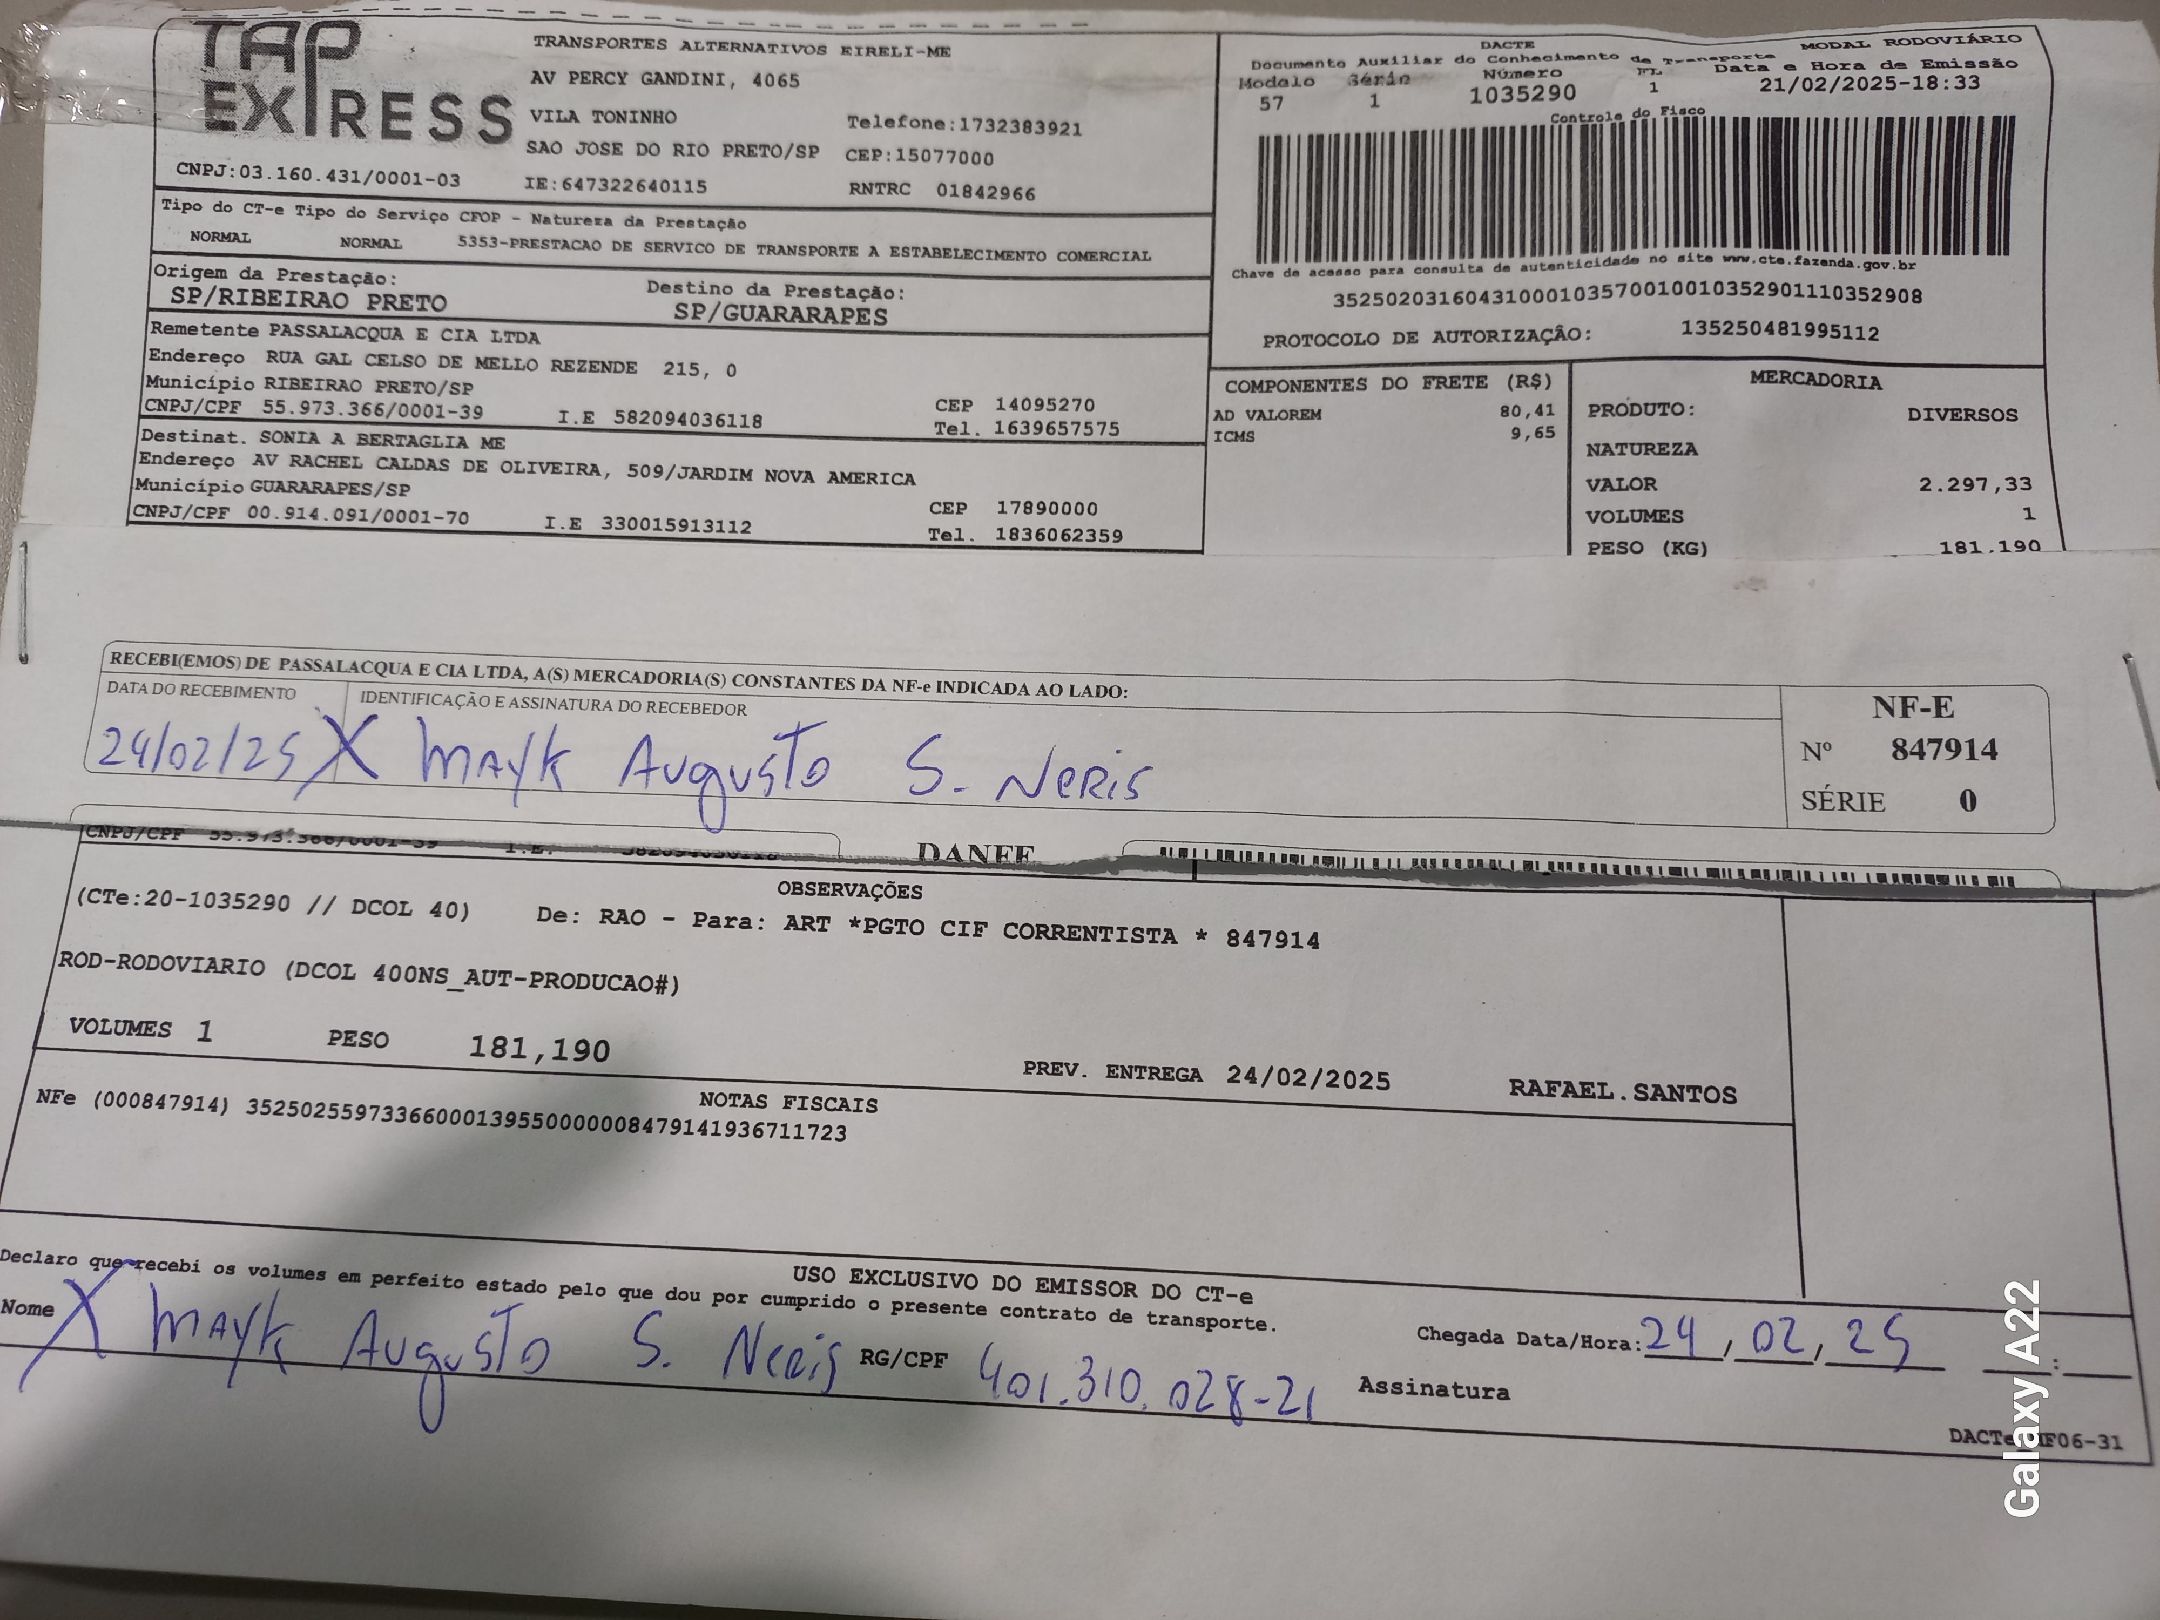 TAP
EXPRESS
TRANSPORTES ALTERNATIVOS EIRELI-ME
AV PERCY GANDINI, 4065
VILA TONINHO
Telefone:1732383921
SAO JOSE DO RIO PRETO/SP CEP:15077000
CNPJ:03.160.431/0001-03 IE:647322640115 RNTRC 01842966
DACTE MODAL RODOVIÁRIO
Documento Auxiliar do Conhecimento de Transporte
Modalo Série Número FL Data e Hora de Emissão
57 1 1035290 1 21/02/2025-18:33
Controle do Fisco
Chave de acesso para consulta de autenticidade no site www.cte.fazenda.gov.br
35250203160431000103570010010352901110352908
PROTOCOLO DE AUTORIZAÇÃO: 135250481995112
Tipo do CT-e Tipo do Serviço CFOP - Natureza da Prestação
NORMAL NORMAL 5353-PRESTACAO DE SERVICO DE TRANSPORTE A ESTABELECIMENTO COMERCIAL
Origem da Prestação: Destino da Prestação:
SP/RIBEIRAO PRETO SP/GUARARAPES
Remetente PASSALACQUA E CIA LTDA
Endereço RUA GAL CELSO DE MELLO REZENDE 215, 0
Município RIBEIRAO PRETO/SP CEP 14095270
CNPJ/CPF 55.973.366/0001-39 I.E 582094036118 Tel. 1639657575
Destinat. SONIA A BERTAGLIA ME
Endereço AV RACHEL CALDAS DE OLIVEIRA, 509/JARDIM NOVA AMERICA
Município GUARARAPES/SP CEP 17890000
CNPJ/CPF 00.914.091/0001-70 I.E 330015913112 Tel. 1836062359
COMPONENTES DO FRETE (R$)
AD VALOREM 80,41
ICMS 9,65
MERCADORIA
PRODUTO: DIVERSOS
NATUREZA
VALOR 2.297,33
VOLUMES 1
PESO (KG) 181,190
RECEBI(EMOS) DE PASSALACQUA E CIA LTDA, A(S) MERCADORIA(S) CONSTANTES DA NF-e INDICADA AO LADO:
DATA DO RECEBIMENTO IDENTIFICAÇÃO E ASSINATURA DO RECEBEDOR
24/02/25 X Mayk Augusto S. Neris
NF-E
Nº 847914
SÉRIE 0
CNPJ/CPF 55.973.366/0001-39 I.E. 582094036118
DANFE
OBSERVAÇÕES
(CTe:20-1035290 // DCOL 40) De: RAO - Para: ART *PGTO CIF CORRENTISTA * 847914
ROD-RODOVIARIO (DCOL 400NS_AUT-PRODUCAO#)
VOLUMES 1 PESO 181,190 PREV. ENTREGA 24/02/2025 RAFAEL.SANTOS
NOTAS FISCAIS
NFe (000847914) 35250255973366000139550000008479141936711723
USO EXCLUSIVO DO EMISSOR DO CT-e
Declaro que recebi os volumes em perfeito estado pelo que dou por cumprido o presente contrato de transporte.
Nome X Mayk Augusto S. Neris RG/CPF 401.310.028-21 Assinatura
Chegada Data/Hora: 24, 02, 25 :
Galaxy A22